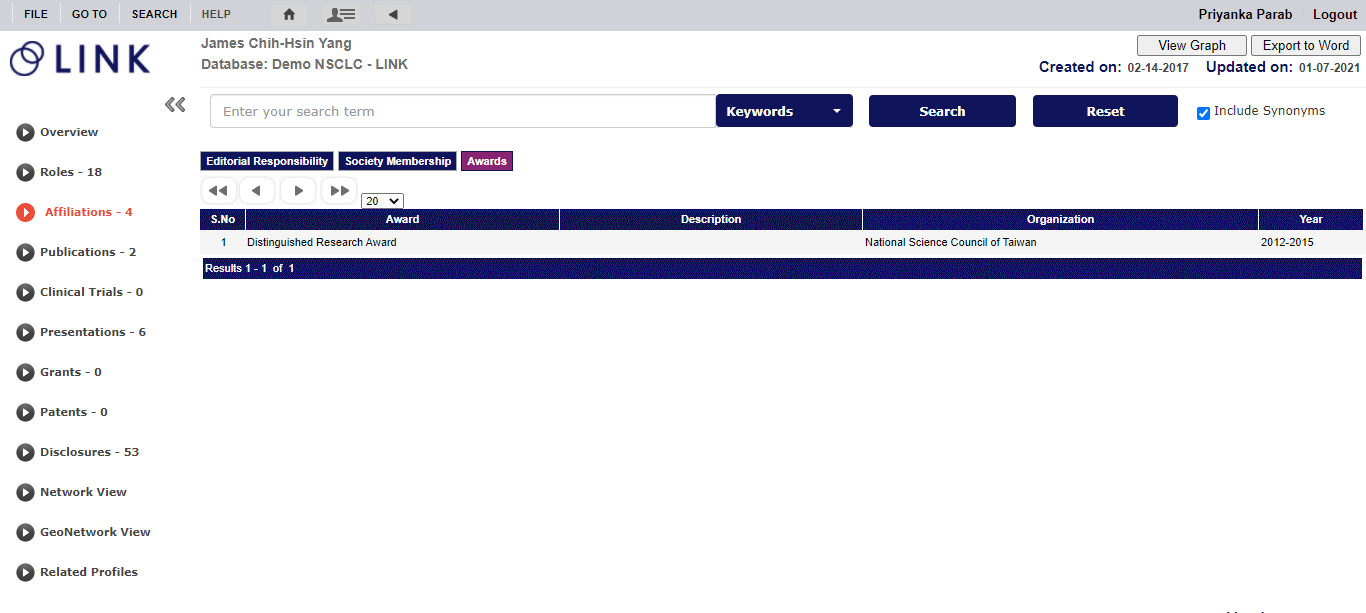 FILE GO TO SEARCH HELP Priyanka Parab Logout
LINK
James Chih-Hsin Yang
Database: Demo NSCLC - LINK
View Graph Export to Word
Created on: 02-14-2017 Updated on: 01-07-2021
Enter your search term Keywords Search Reset Include Synonyms
Overview
Roles - 18
Affiliations - 4
Publications - 2
Clinical Trials - 0
Presentations - 6
Grants - 0
Patents - 0
Disclosures - 53
Network View
GeoNetwork View
Related Profiles
Editorial Responsibility Society Membership Awards
20
S.No Award Description Organization Year
1 Distinguished Research Award National Science Council of Taiwan 2012-2015
Results 1 - 1 of 1